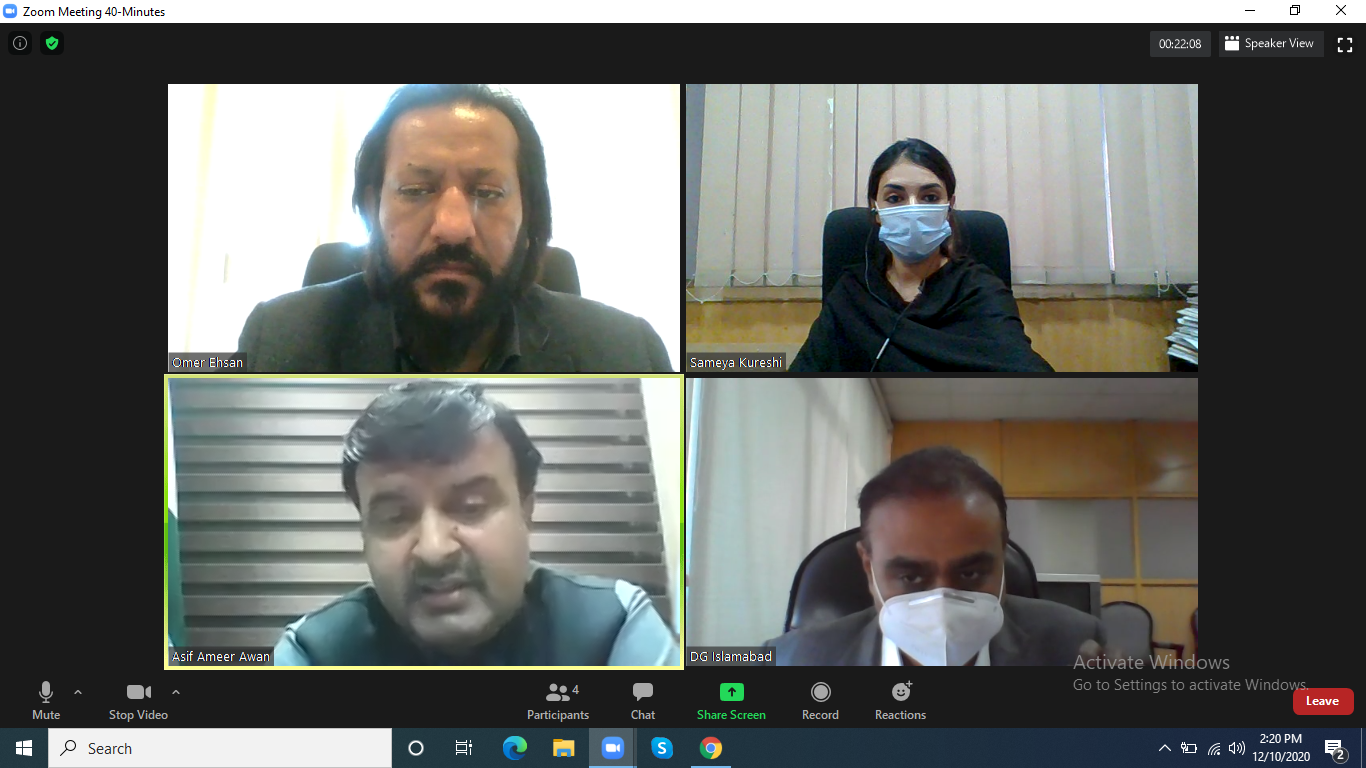 Zoom Meeting 40-Minutes
00:22:08
Speaker View
Omer Ehsan
Sameya Kureshi
Asif Ameer Awan
DG Islamabad
Activate Windows
Go to Settings to activate Windows.
Mute
Stop Video
4
Participants
Chat
Share Screen
Record
Reactions
Leave
Search
2:20 PM
12/10/2020
2